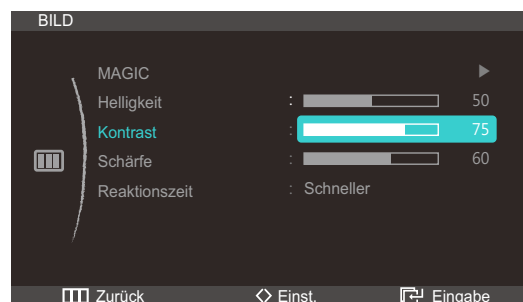 BILD
MAGIC
Helligkeit : 50
Kontrast : 75
Schärfe : 60
Reaktionszeit : Schneller
Zurück Einst. Eingabe